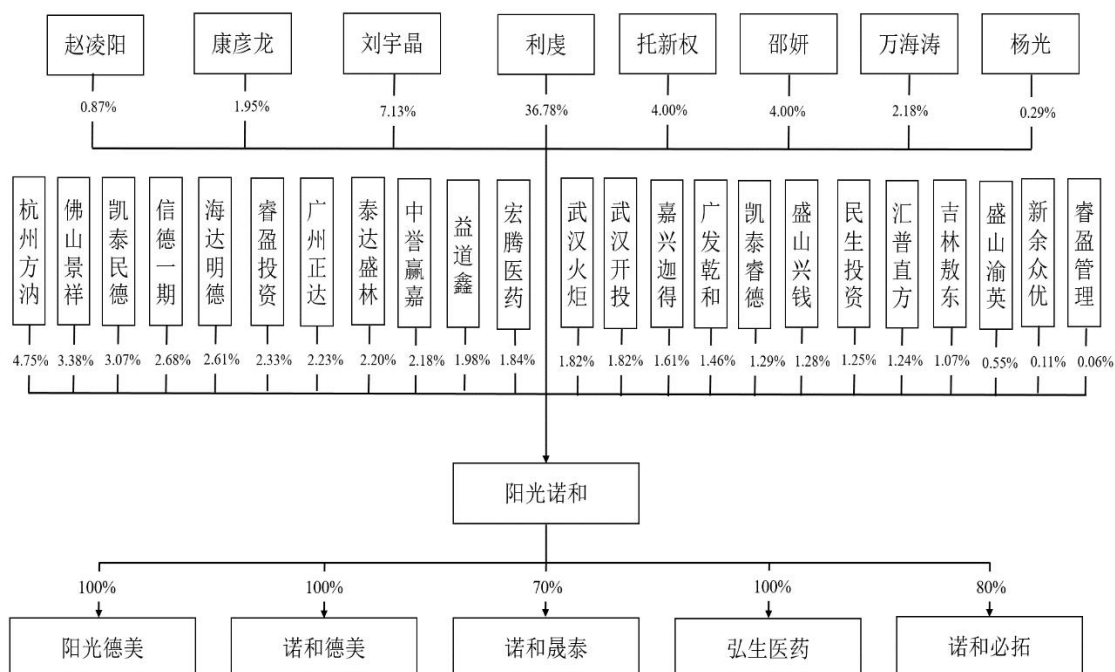 赵凌阳
康彦龙
刘宇晶
利虔
托新权
邵妍
万海涛
杨光
0.87%
1.95%
7.13%
36.78%
4.00%
4.00%
2.18%
0.29%
杭州方汭
佛山景祥
凯泰民德
信德一期
海达明德
睿盈投资
广州正达
泰达盛林
中誉赢嘉
益道鑫
宏腾医药
武汉火炬
武汉开投
嘉兴迦得
广发乾和
凯泰睿德
盛山兴钱
民生投资
汇普直方
吉林敖东
盛山渝英
新余众优
睿盈管理
4.75%
3.38%
3.07%
2.68%
2.61%
2.33%
2.23%
2.20%
2.18%
1.98%
1.84%
1.82%
1.82%
1.61%
1.46%
1.29%
1.28%
1.25%
1.24%
1.07%
0.55%
0.11%
0.06%
阳光诺和
100%
100%
70%
100%
80%
阳光德美
诺和德美
诺和晟泰
弘生医药
诺和必拓